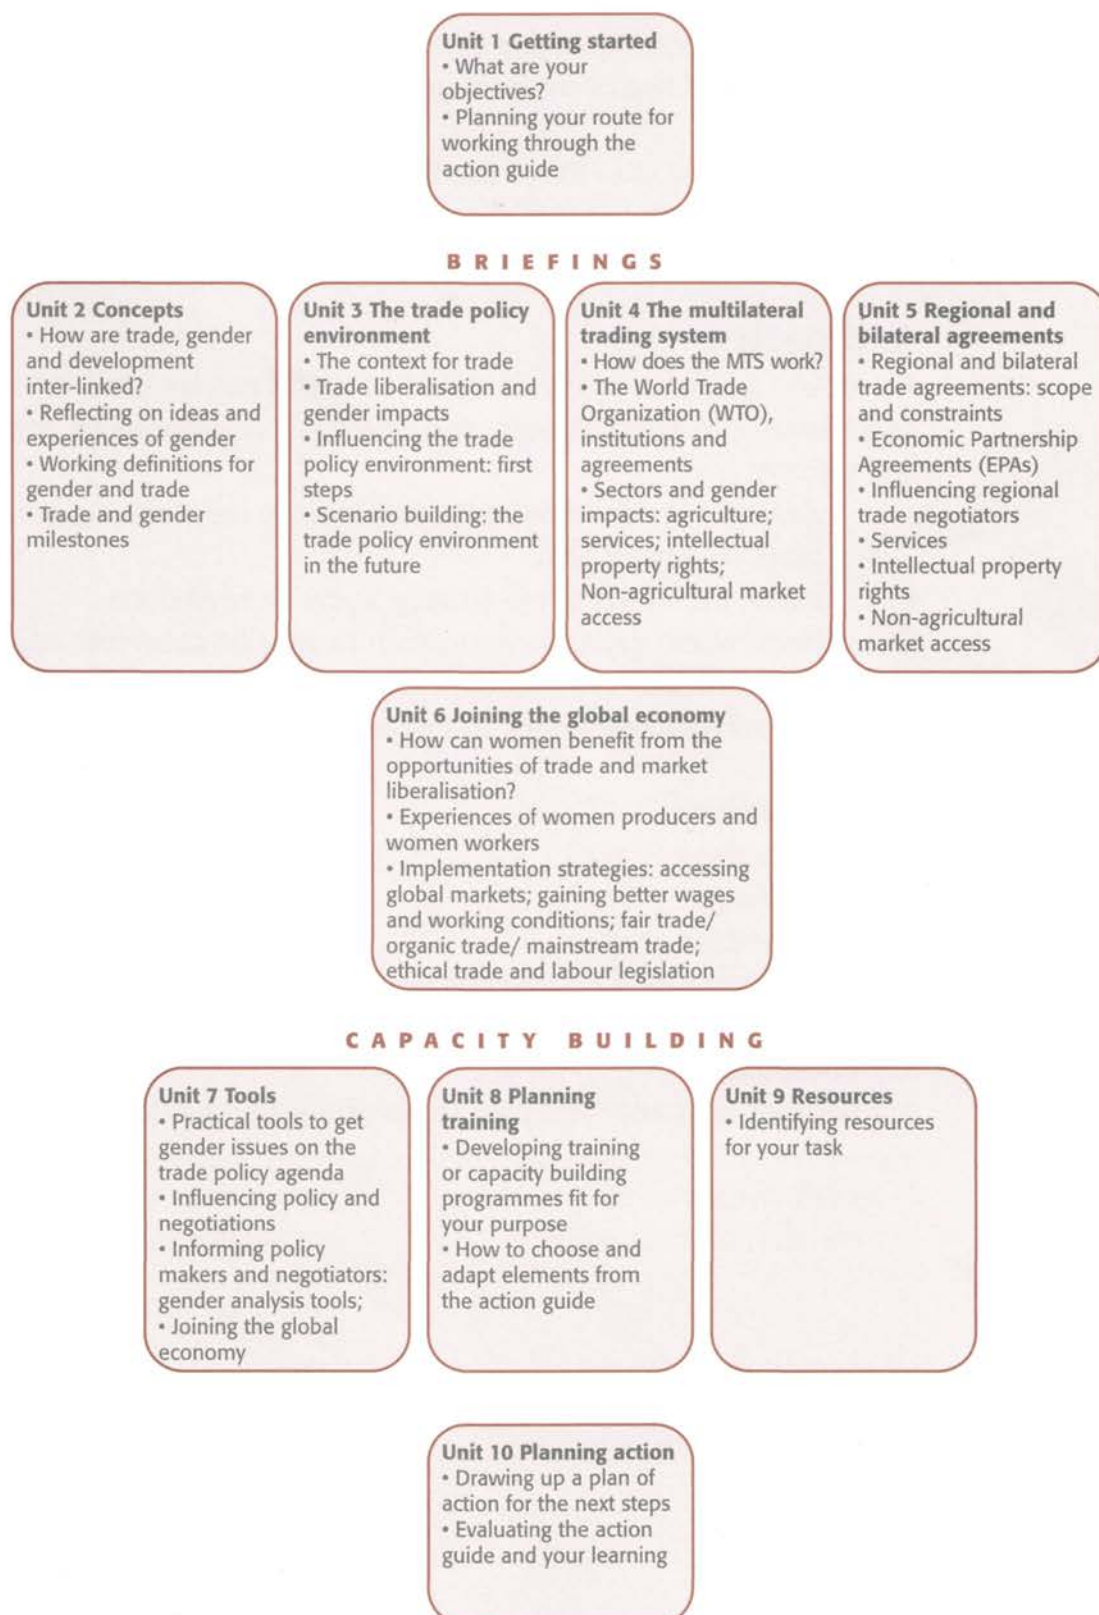 Unit 1 Getting started
• What are your
objectives?
• Planning your route for
working through the
action guide
BRIEFINGS
Unit 2 Concepts
• How are trade, gender
and development
inter-linked?
• Reflecting on ideas and
experiences of gender
• Working definitions for
gender and trade
• Trade and gender
milestones
Unit 3 The trade policy
environment
• The context for trade
• Trade liberalisation and
gender impacts
• Influencing the trade
policy environment: first
steps
• Scenario building: the
trade policy environment
in the future
Unit 4 The multilateral
trading system
• How does the MTS work?
• The World Trade
Organization (WTO),
institutions and
agreements
• Sectors and gender
impacts: agriculture;
services; intellectual
property rights;
Non-agricultural market
access
Unit 5 Regional and
bilateral agreements
• Regional and bilateral
trade agreements: scope
and constraints
• Economic Partnership
Agreements (EPAs)
• Influencing regional
trade negotiators
• Services
• Intellectual property
rights
• Non-agricultural
market access
Unit 6 Joining the global economy
• How can women benefit from the
opportunities of trade and market
liberalisation?
• Experiences of women producers and
women workers
• Implementation strategies: accessing
global markets; gaining better wages
and working conditions; fair trade/
organic trade/ mainstream trade;
ethical trade and labour legislation
CAPACITY BUILDING
Unit 7 Tools
• Practical tools to get
gender issues on the
trade policy agenda
• Influencing policy and
negotiations
• Informing policy
makers and negotiators:
gender analysis tools;
• Joining the global
economy
Unit 8 Planning
training
• Developing training
or capacity building
programmes fit for
your purpose
• How to choose and
adapt elements from
the action guide
Unit 9 Resources
• Identifying resources
for your task
Unit 10 Planning action
• Drawing up a plan of
action for the next steps
• Evaluating the action
guide and your learning